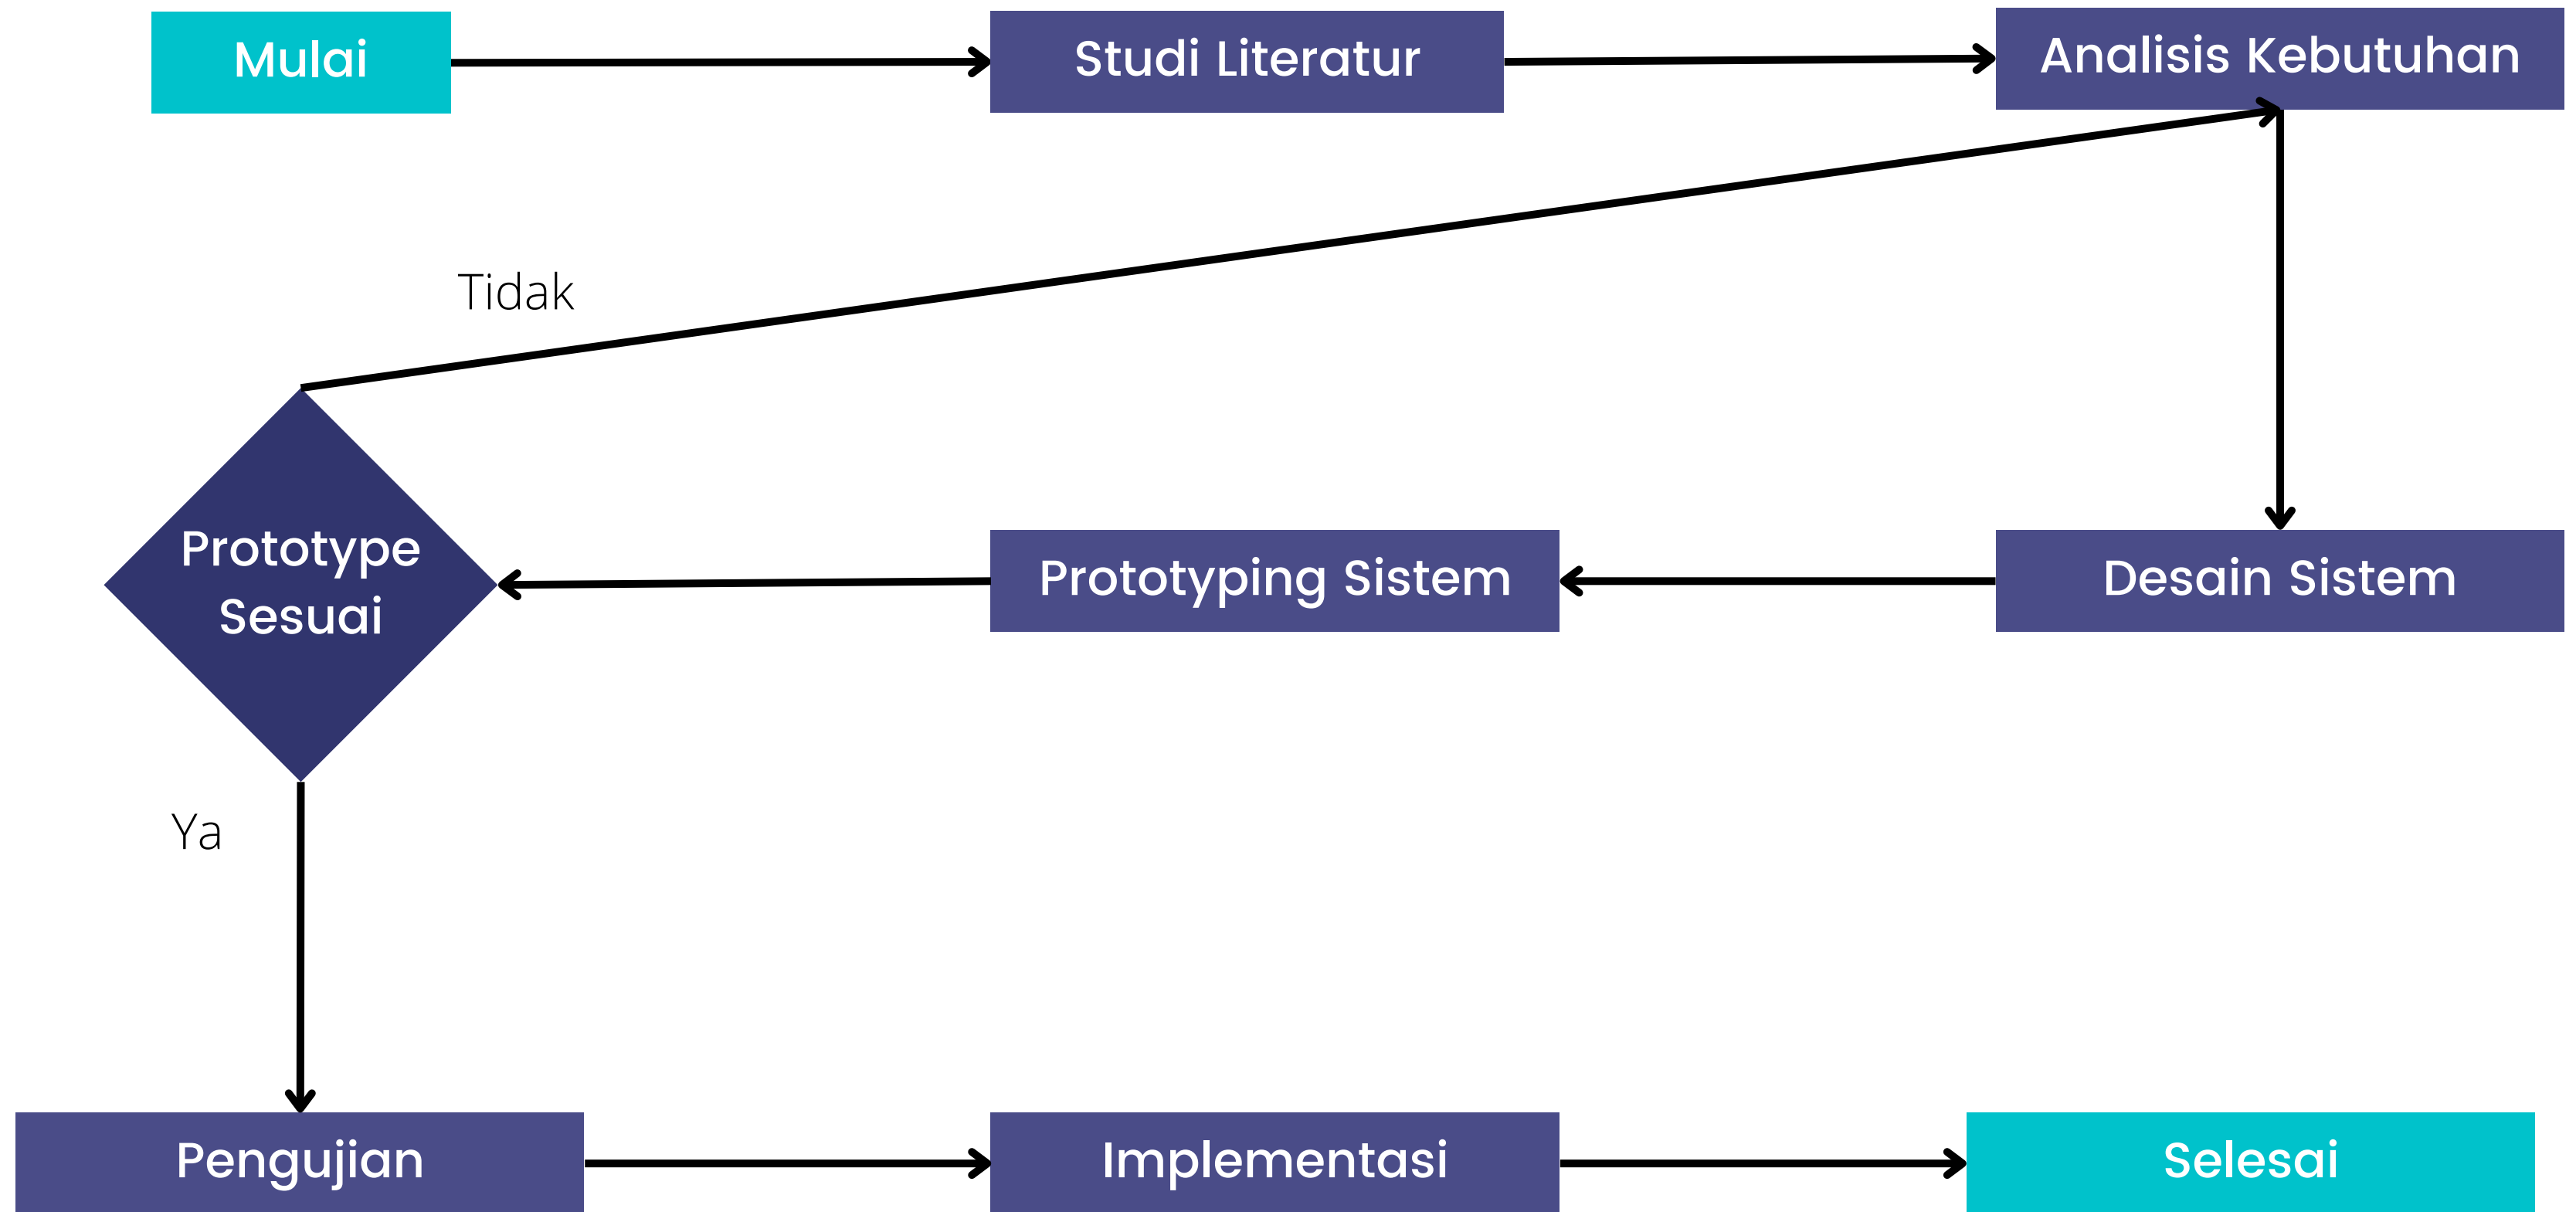 Mulai
Studi Literatur
Analisis Kebutuhan
Tidak
Prototype
Sesuai
Prototyping Sistem
Desain Sistem
Ya
Pengujian
Implementasi
Selesai